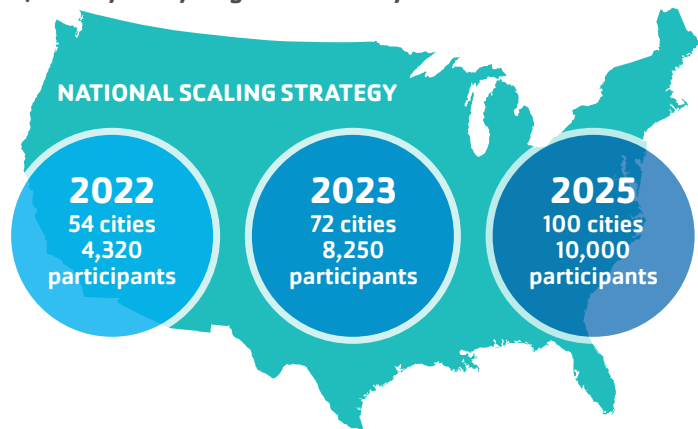 NATIONAL SCALING STRATEGY
2022
54 cities
4,320
participants
2023
72 cities
8,250
participants
2025
100 cities
10,000
participants